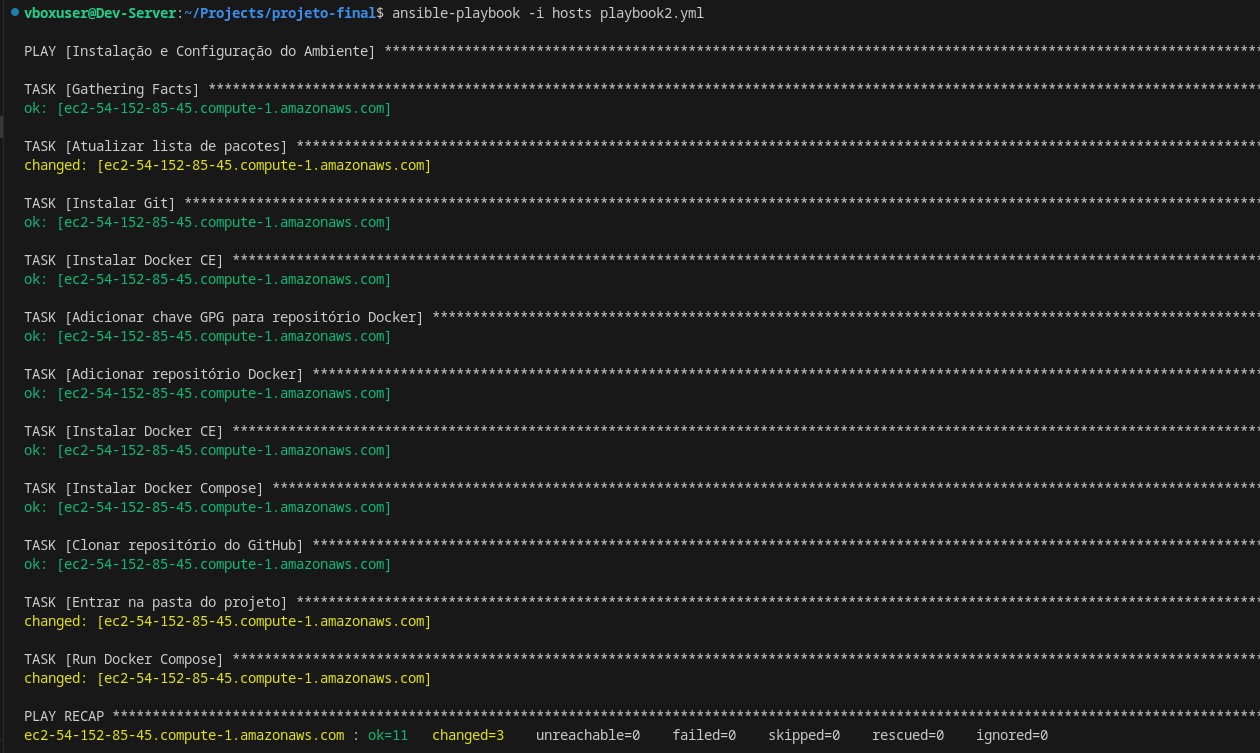 vboxuser@Dev-Server:~/Projects/projeto-final$ ansible-playbook -i hosts playbook2.yml
PLAY [Instalação e Configuração do Ambiente] **************************************************************************************************************
TASK [Gathering Facts] ************************************************************************************************************************************
ok: [ec2-54-152-85-45.compute-1.amazonaws.com]
TASK [Atualizar lista de pacotes] *************************************************************************************************************************
changed: [ec2-54-152-85-45.compute-1.amazonaws.com]
TASK [Instalar Git] ***************************************************************************************************************************************
ok: [ec2-54-152-85-45.compute-1.amazonaws.com]
TASK [Instalar Docker CE] *********************************************************************************************************************************
ok: [ec2-54-152-85-45.compute-1.amazonaws.com]
TASK [Adicionar chave GPG para repositório Docker] ********************************************************************************************************
ok: [ec2-54-152-85-45.compute-1.amazonaws.com]
TASK [Adicionar repositório Docker] ***********************************************************************************************************************
ok: [ec2-54-152-85-45.compute-1.amazonaws.com]
TASK [Instalar Docker CE] *********************************************************************************************************************************
ok: [ec2-54-152-85-45.compute-1.amazonaws.com]
TASK [Instalar Docker Compose] ****************************************************************************************************************************
ok: [ec2-54-152-85-45.compute-1.amazonaws.com]
TASK [Clonar repositório do GitHub] ***********************************************************************************************************************
ok: [ec2-54-152-85-45.compute-1.amazonaws.com]
TASK [Entrar na pasta do projeto] *************************************************************************************************************************
changed: [ec2-54-152-85-45.compute-1.amazonaws.com]
TASK [Run Docker Compose] *********************************************************************************************************************************
changed: [ec2-54-152-85-45.compute-1.amazonaws.com]
PLAY RECAP ************************************************************************************************************************************************
ec2-54-152-85-45.compute-1.amazonaws.com : ok=11   changed=3    unreachable=0    failed=0    skipped=0    rescued=0    ignored=0